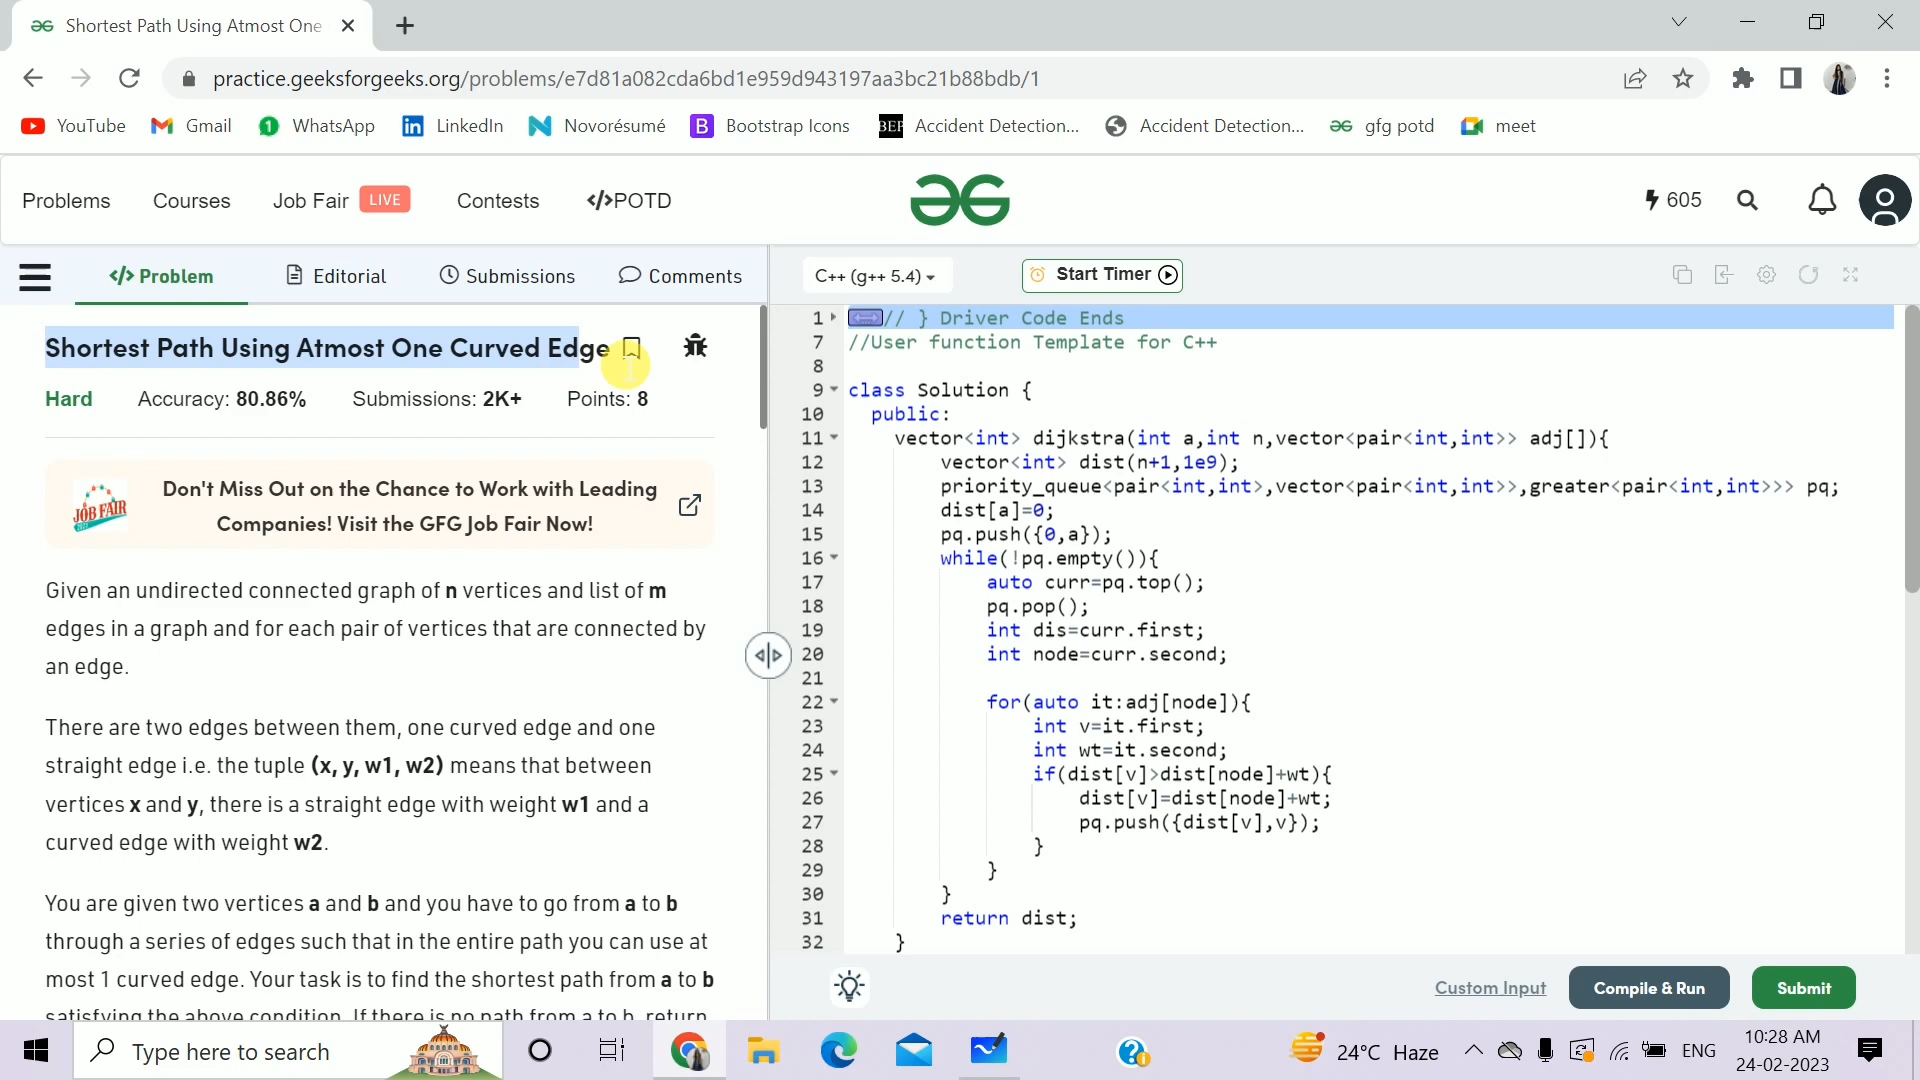 Shortest Path Using Atmost One
practice.geeksforgeeks.org/problems/e7d81a082cda6bd1e959d943197aa3bc21b88bdb/1
YouTube Gmail WhatsApp LinkedIn Novorésumé Bootstrap Icons Accident Detection... Accident Detection... gfg potd meet
Problems Courses Job Fair LIVE Contests </>POTD 605
</> Problem Editorial Submissions Comments
C++ (g++ 5.4) Start Timer
Shortest Path Using Atmost One Curved Edge
Hard Accuracy: 80.86% Submissions: 2K+ Points: 8
JOB FAIR
Don't Miss Out on the Chance to Work with Leading
Companies! Visit the GFG Job Fair Now!
Given an undirected connected graph of n vertices and list of m
edges in a graph and for each pair of vertices that are connected by
an edge.
There are two edges between them, one curved edge and one
straight edge i.e. the tuple (x, y, w1, w2) means that between
vertices x and y, there is a straight edge with weight w1 and a
curved edge with weight w2.
You are given two vertices a and b and you have to go from a to b
through a series of edges such that in the entire path you can use at
most 1 curved edge. Your task is to find the shortest path from a to b
satisfying the above condition. If there is no path from a to b, return
1 // } Driver Code Ends
7 //User function Template for C++
8
9 class Solution {
10 public:
11 vector<int> dijkstra(int a,int n,vector<pair<int,int>> adj[]){
12 vector<int> dist(n+1,1e9);
13 priority_queue<pair<int,int>,vector<pair<int,int>>,greater<pair<int,int>>> pq;
14 dist[a]=0;
15 pq.push({0,a});
16 while(!pq.empty()){
17 auto curr=pq.top();
18 pq.pop();
19 int dis=curr.first;
20 int node=curr.second;
21
22 for(auto it:adj[node]){
23 int v=it.first;
24 int wt=it.second;
25 if(dist[v]>dist[node]+wt){
26 dist[v]=dist[node]+wt;
27 pq.push({dist[v],v});
28 }
29 }
30 }
31 return dist;
32 }
Custom Input Compile & Run Submit
Type here to search
24°C Haze ENG 10:28 AM
24-02-2023